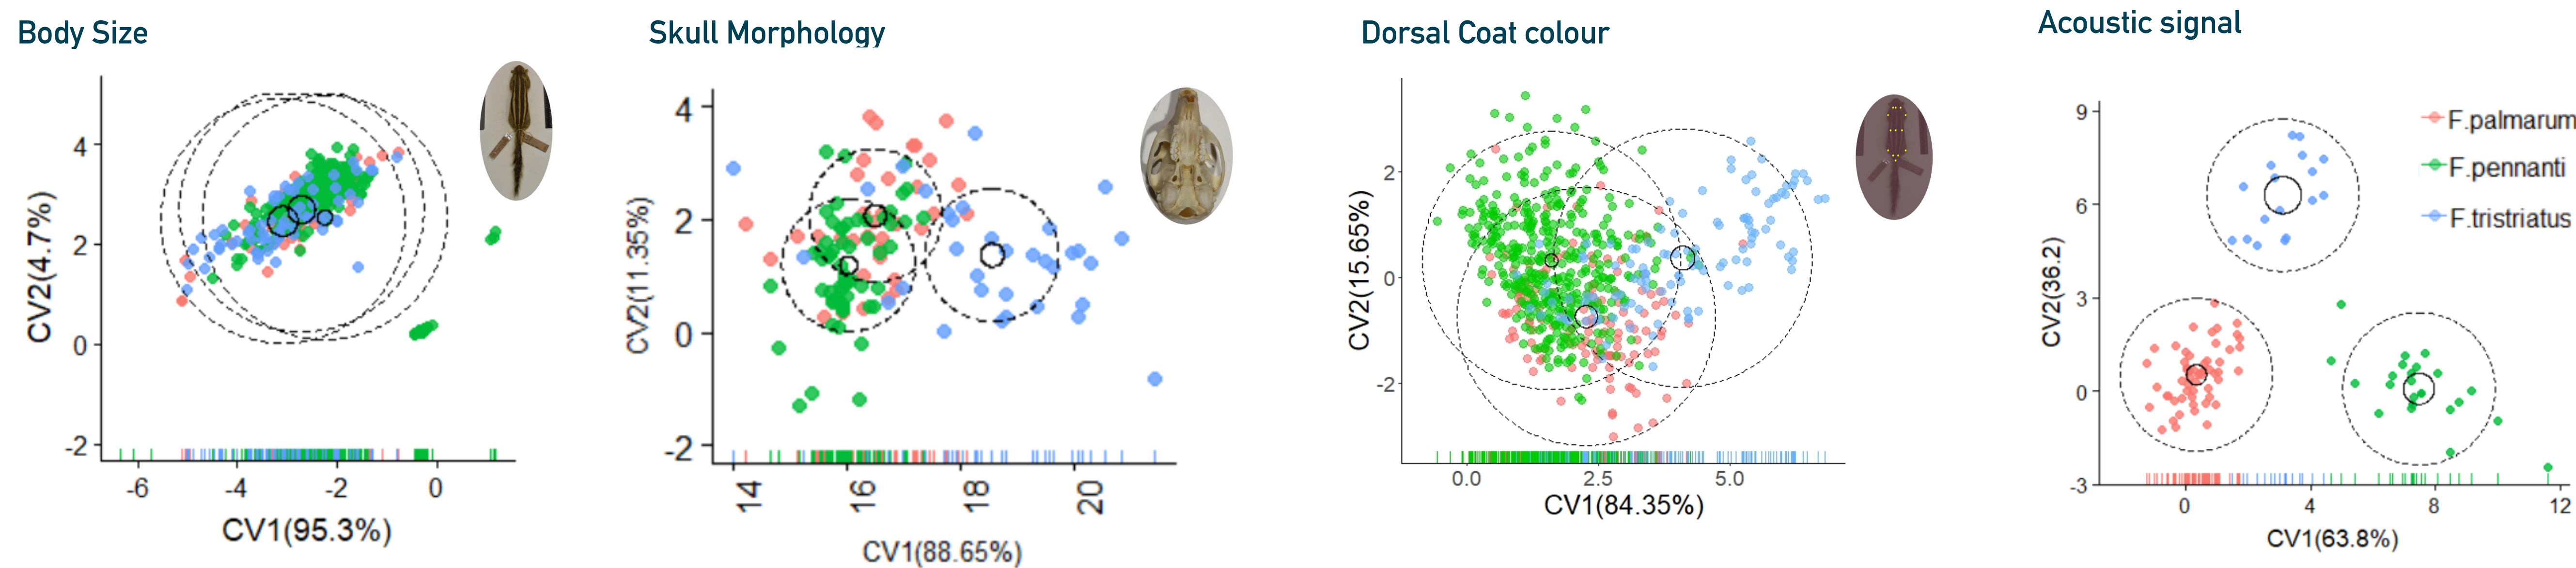 Body Size
CV2(4.7%)
4
2
0
-2
-6
-4
-2
0
CV1(95.3%)
Skull Morphology
CV2(11.35%)
4
2
0
-2
14
16
18
20
CV1(88.65%)
Dorsal Coat colour
CV2(15.65%)
2
0
-2
0.0
2.5
5.0
CV1(84.35%)
Acoustic signal
CV2(36.2)
9
6
3
0
-3
0
4
8
12
CV1(63.8%)
F.palmarum
F.pennanti
F.tristriatus